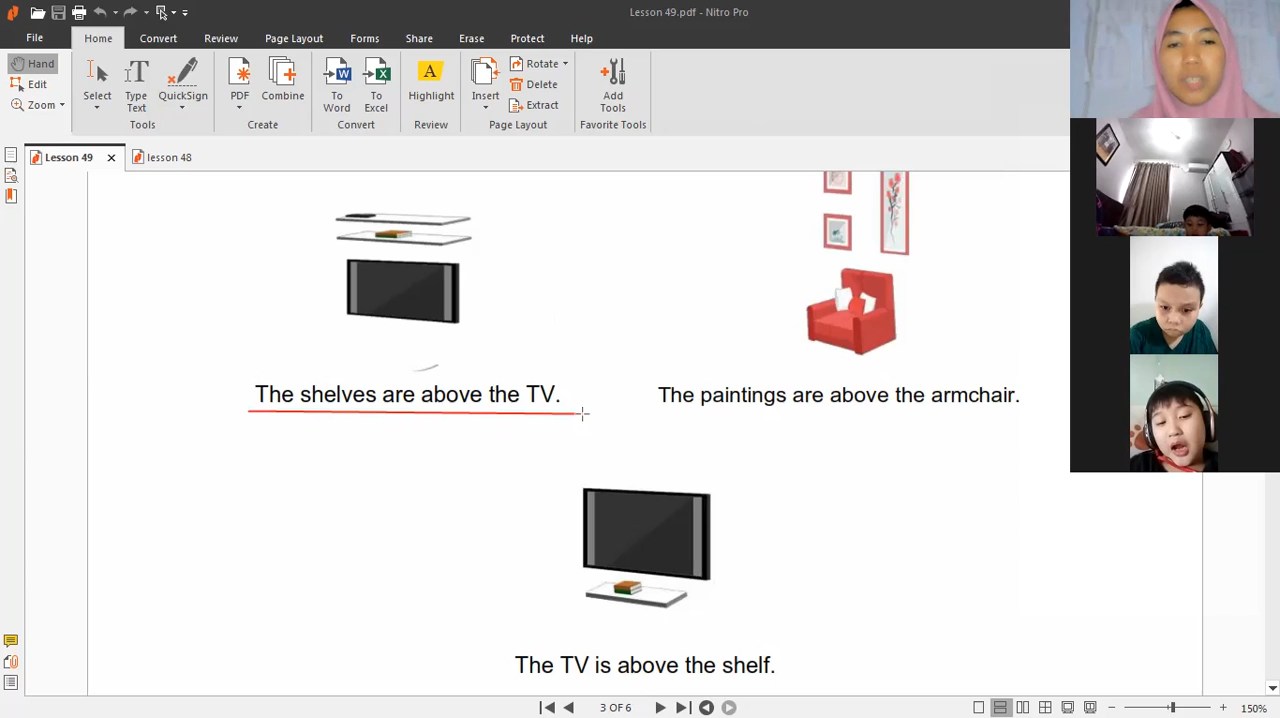 Lesson 49.pdf - Nitro Pro
File Home Convert Review Page Layout Forms Share Erase Protect Help
Hand
Edit
Zoom
Select
Type Text
QuickSign
Tools
PDF
Combine
Create
To Word
To Excel
Convert
Highlight
Review
Insert
Rotate
Delete
Extract
Page Layout
Add Tools
Favorite Tools
Lesson 49
lesson 48
The shelves are above the TV.
The paintings are above the armchair.
The TV is above the shelf.
3 OF 6
150%